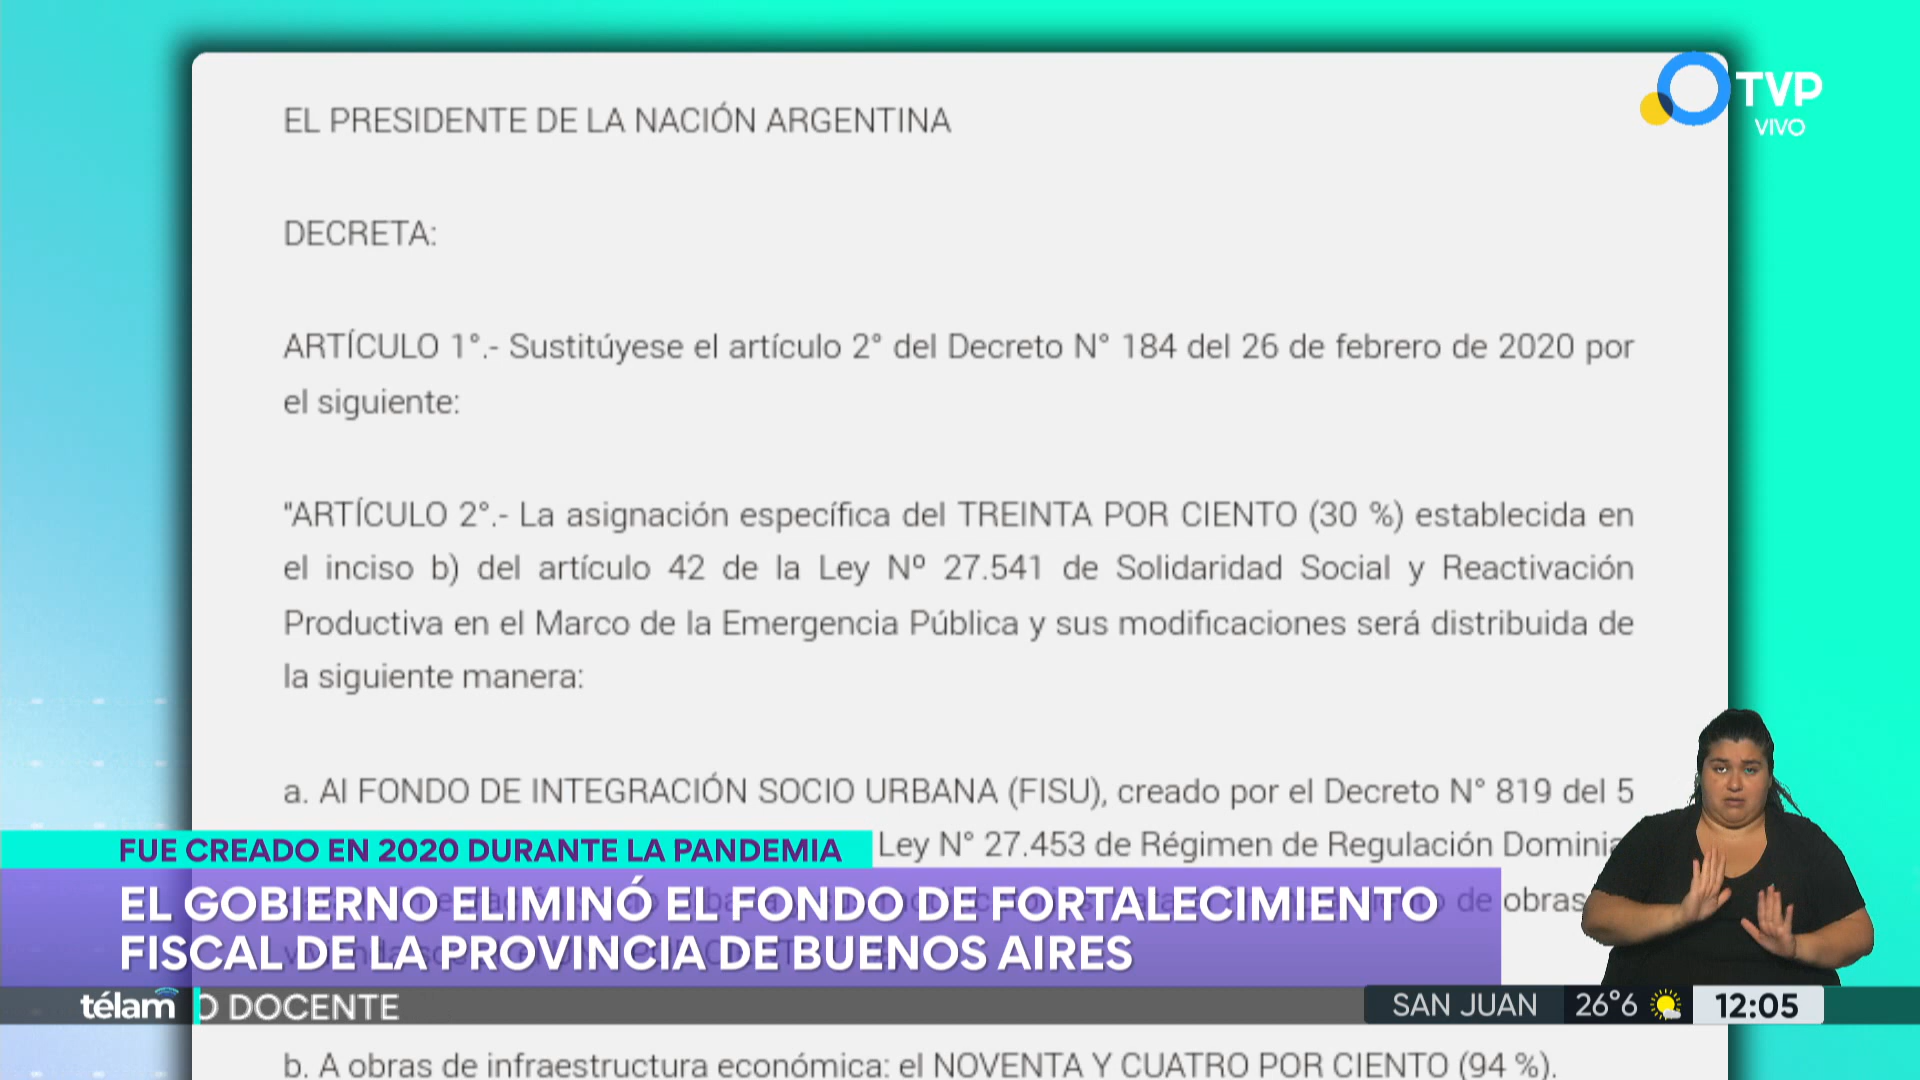 EL PRESIDENTE DE LA NACIÓN ARGENTINA
TVP
VIVO
DECRETA:
ARTÍCULO 1°.- Sustitúyese el artículo 2° del Decreto N° 184 del 26 de febrero de 2020 por
el siguiente:
"ARTÍCULO 2°.- La asignación específica del TREINTA POR CIENTO (30 %) establecida en
el inciso b) del artículo 42 de la Ley Nº 27.541 de Solidaridad Social y Reactivación
Productiva en el Marco de la Emergencia Pública y sus modificaciones será distribuida de
la siguiente manera:
a. Al FONDO DE INTEGRACIÓN SOCIO URBANA (FISU), creado por el Decreto N° 819 del 5
Ley N° 27.453 de Régimen de Regulación
de obras
FUE CREADO EN 2020 DURANTE LA PANDEMIA
EL GOBIERNO ELIMINÓ EL FONDO DE FORTALECIMIENTO
FISCAL DE LA PROVINCIA DE BUENOS AIRES
télam O DOCENTE
SAN JUAN 26°6 12:05
b. A obras de infraestructura económica: el NOVENTA Y CUATRO POR CIENTO (94 %).